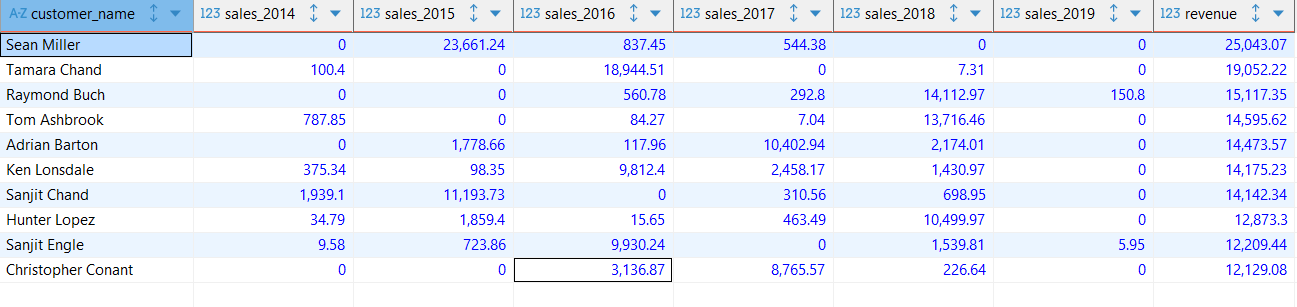 A-Z customer_name 123 sales_2014 123 sales_2015 123 sales_2016 123 sales_2017 123 sales_2018 123 sales_2019 123 revenue
Sean Miller 0 23,661.24 837.45 544.38 0 0 25,043.07
Tamara Chand 100.4 0 18,944.51 0 7.31 0 19,052.22
Raymond Buch 0 0 560.78 292.8 14,112.97 150.8 15,117.35
Tom Ashbrook 787.85 0 84.27 7.04 13,716.46 0 14,595.62
Adrian Barton 0 1,778.66 117.96 10,402.94 2,174.01 0 14,473.57
Ken Lonsdale 375.34 98.35 9,812.4 2,458.17 1,430.97 0 14,175.23
Sanjit Chand 1,939.1 11,193.73 0 310.56 698.95 0 14,142.34
Hunter Lopez 34.79 1,859.4 15.65 463.49 10,499.97 0 12,873.3
Sanjit Engle 9.58 723.86 9,930.24 0 1,539.81 5.95 12,209.44
Christopher Conant 0 0 3,136.87 8,765.57 226.64 0 12,129.08